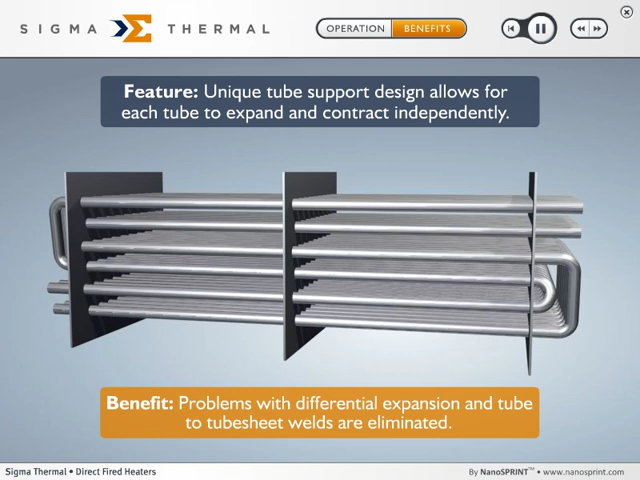 SIGMA THERMAL
OPERATION BENEFITS
Feature: Unique tube support design allows for
each tube to expand and contract independently.
Benefit: Problems with differential expansion and tube
to tubesheet welds are eliminated.
Sigma Thermal • Direct Fired Heaters
By NanoSPRINT™ • www.nanosprint.com